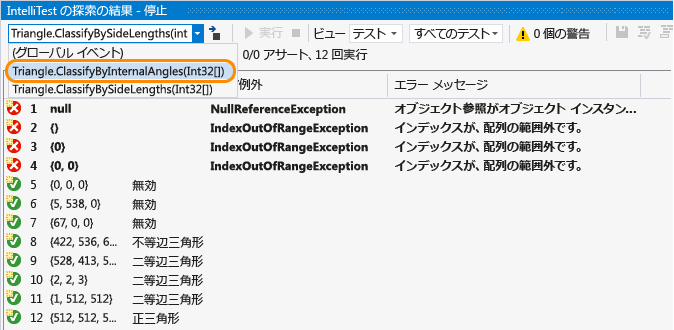 IntelliTest の探索の結果 - 停止
Triangle.ClassifyBySideLengths(int 実行 ビュー テスト すべてのテスト 0 個の警告
(グローバル イベント) 0/0 アサート、12 回実行
Triangle.ClassifyByInternalAngles(Int32[])
Triangle.ClassifyBySideLengths(Int32[]) 例外 エラー メッセージ
1 null NullReferenceException オブジェクト参照がオブジェクト インスタン...
2 {} IndexOutOfRangeException インデックスが、配列の範囲外です。
3 {0} IndexOutOfRangeException インデックスが、配列の範囲外です。
4 {0, 0} IndexOutOfRangeException インデックスが、配列の範囲外です。
5 {0, 0, 0} 無効
6 {5, 538, 0} 無効
7 {67, 0, 0} 無効
8 {422, 536, 6... 不等辺三角形
9 {528, 413, 5... 二等辺三角形
10 {2, 2, 3} 二等辺三角形
11 {1, 512, 512} 二等辺三角形
12 {512, 512, 5... 正三角形